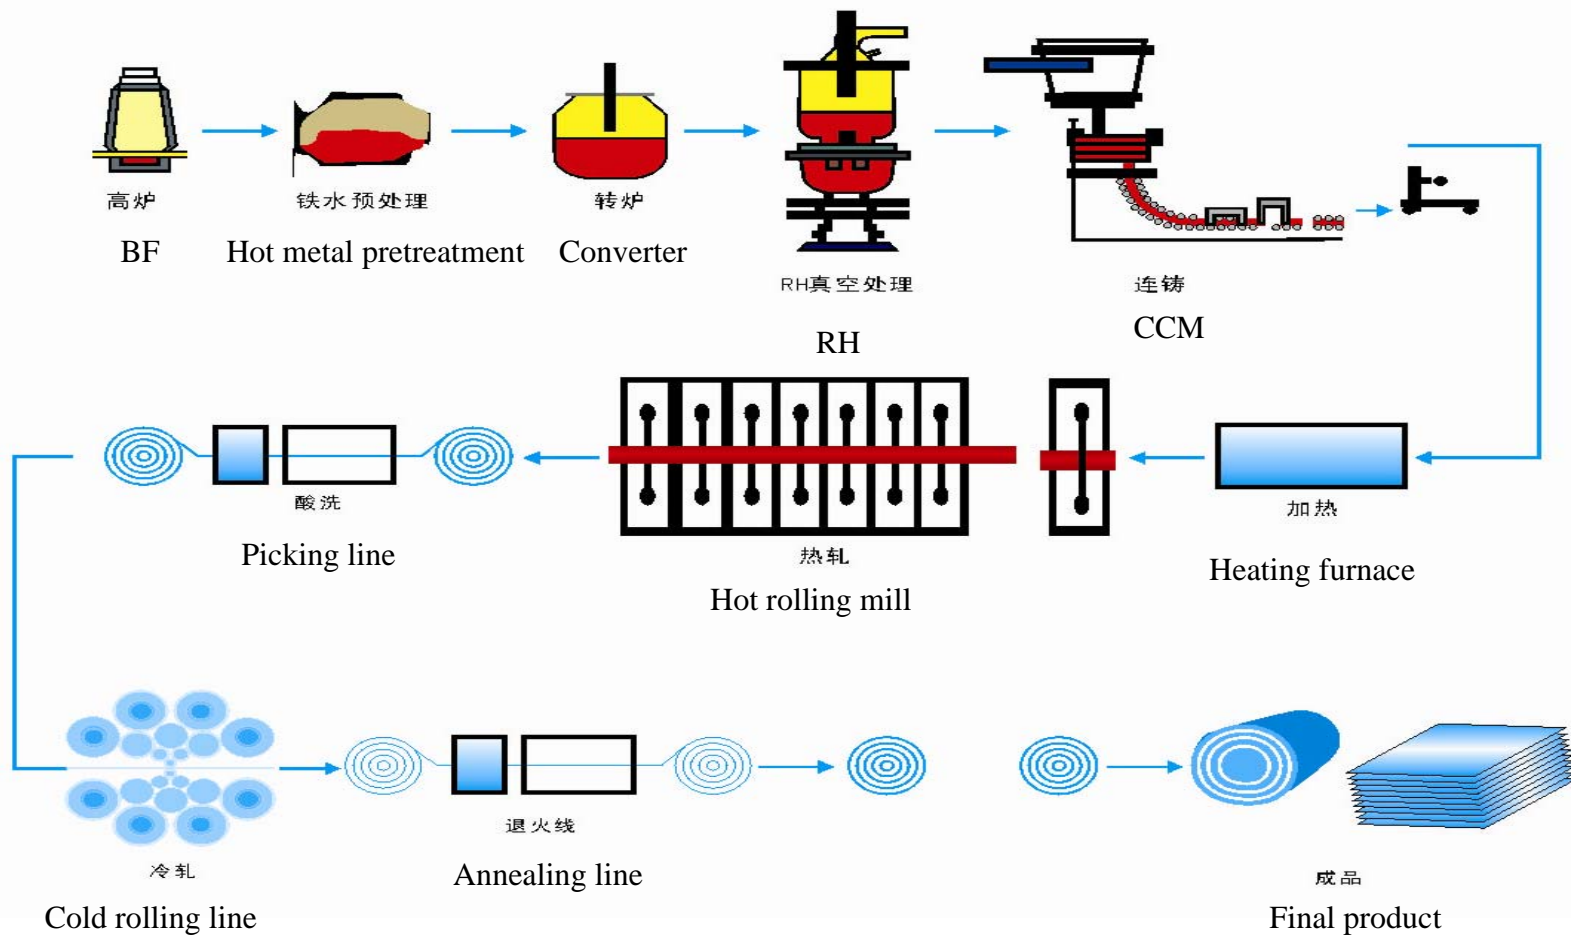 高炉
BF
铁水预处理
Hot metal pretreatment
转炉
Converter
RH真空处理
RH
连铸
CCM
酸洗
Picking line
热轧
Hot rolling mill
加热
Heating furnace
冷轧
Cold rolling line
退火线
Annealing line
成品
Final product